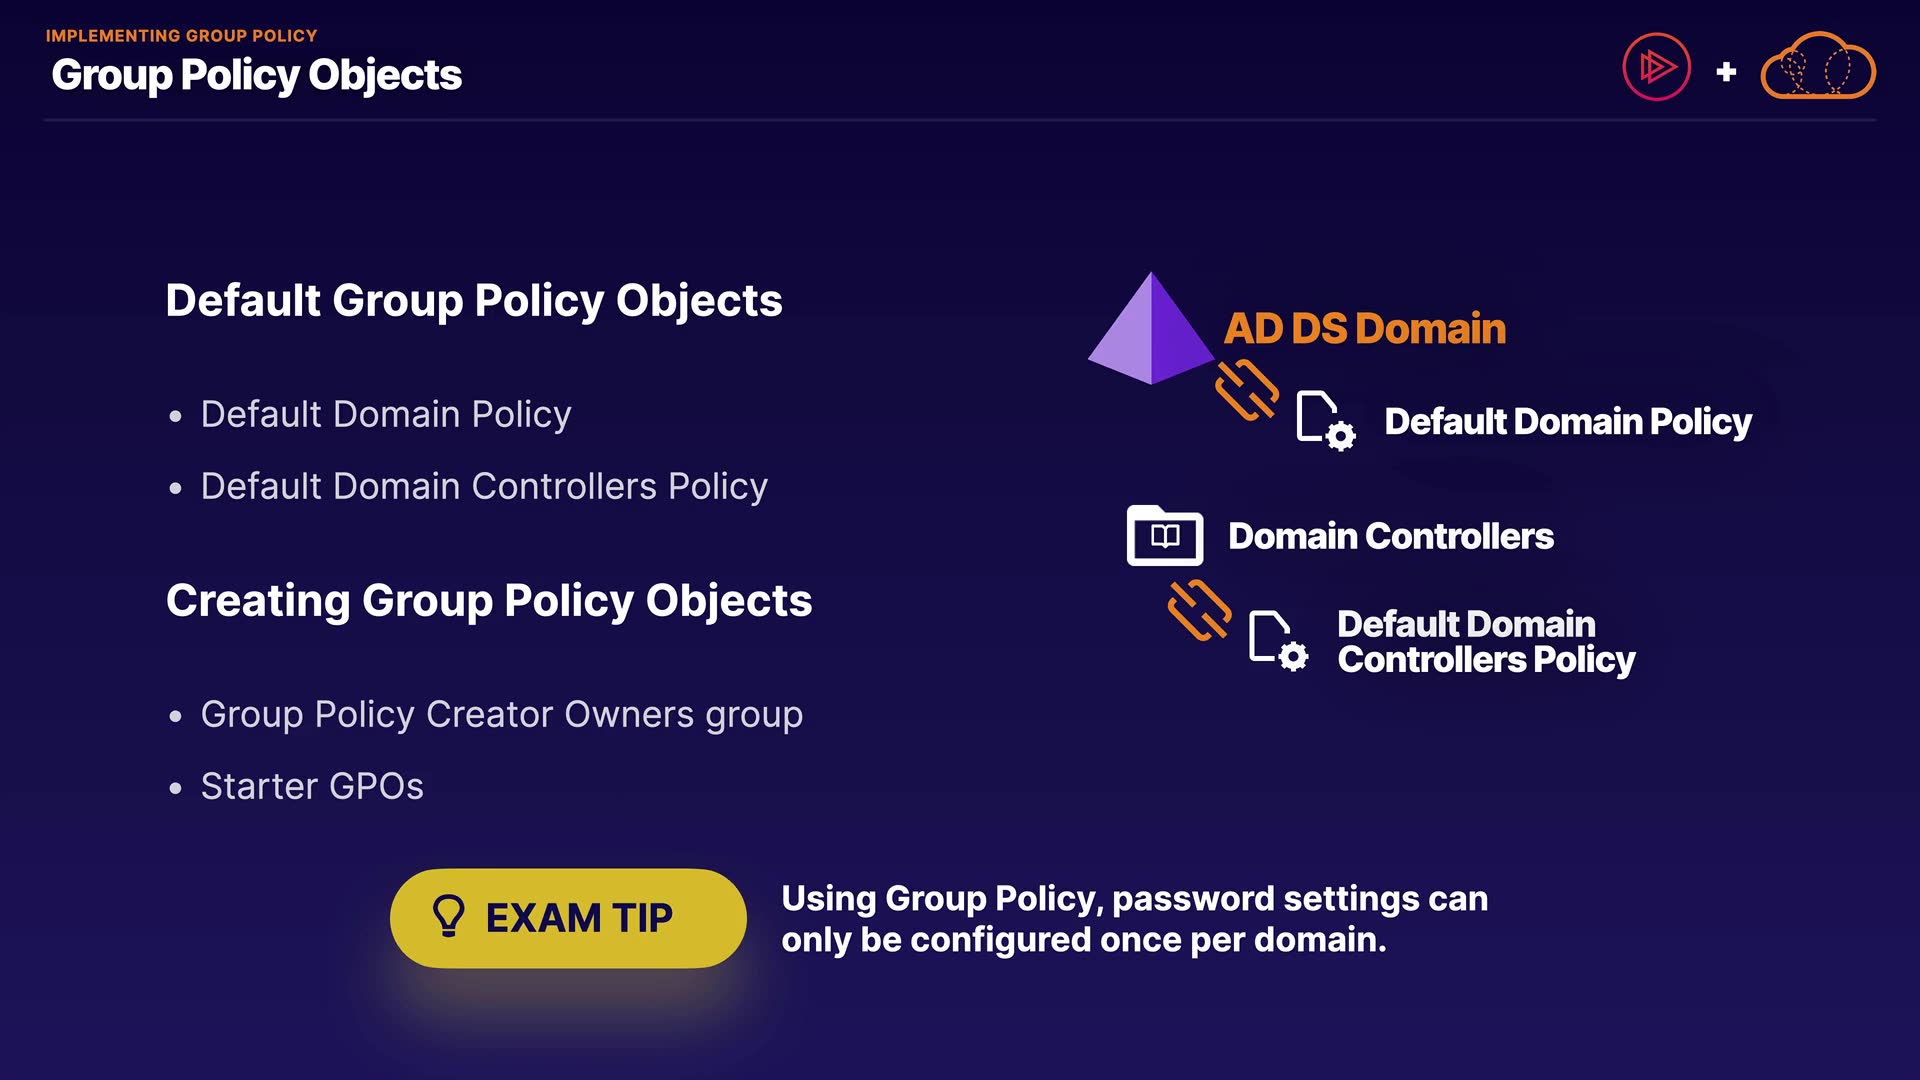 IMPLEMENTING GROUP POLICY
Group Policy Objects
Default Group Policy Objects
• Default Domain Policy
• Default Domain Controllers Policy
Creating Group Policy Objects
• Group Policy Creator Owners group
• Starter GPOs
AD DS Domain
Default Domain Policy
Domain Controllers
Default Domain
Controllers Policy
EXAM TIP
Using Group Policy, password settings can
only be configured once per domain.